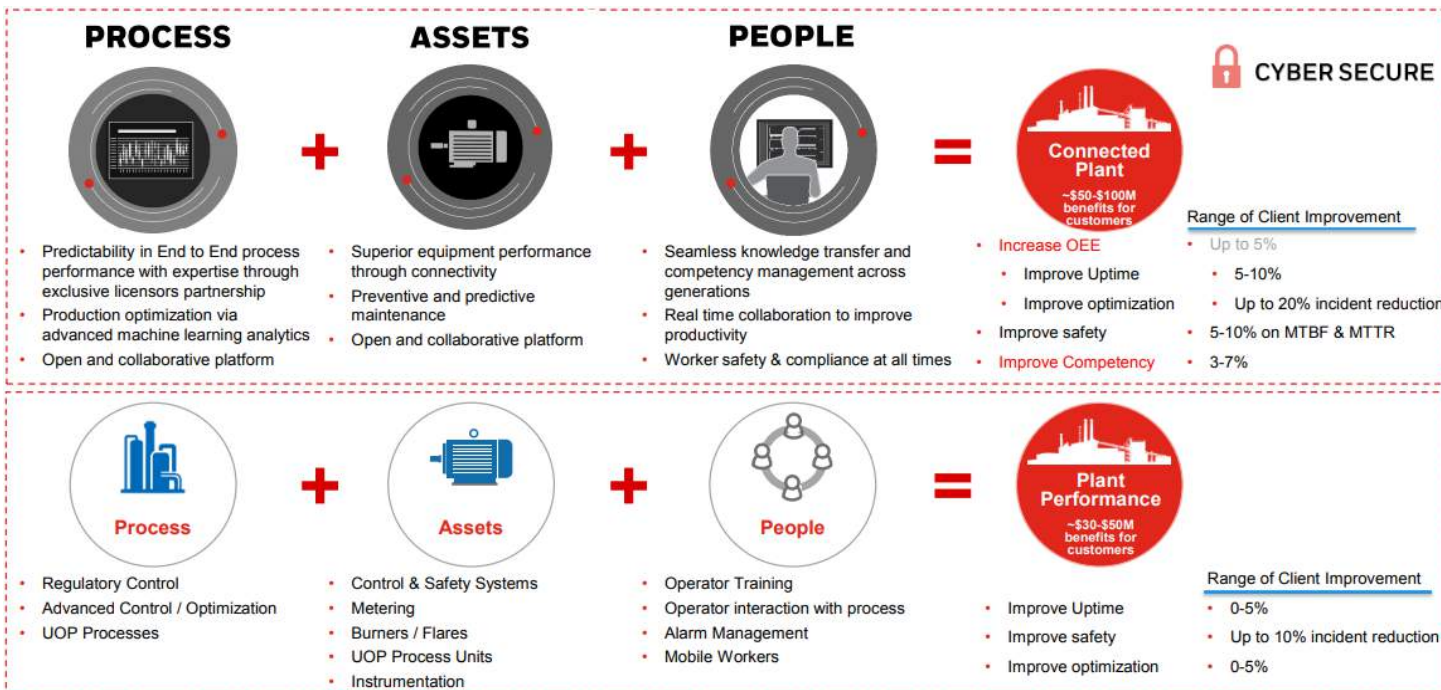 PROCESS
ASSETS
PEOPLE
CYBER SECURE
Connected
Plant
~$50-$100M
benefits for
customers
• Predictability in End to End process
performance with expertise through
exclusive licensors partnership
• Production optimization via
advanced machine learning analytics
• Open and collaborative platform
• Superior equipment performance
through connectivity
• Preventive and predictive
maintenance
• Open and collaborative platform
• Seamless knowledge transfer and
competency management across
generations
• Real time collaboration to improve
productivity
• Worker safety & compliance at all times
• Increase OEE
• Improve Uptime
• Improve optimization
• Improve safety
• Improve Competency
Range of Client Improvement
• Up to 5%
• 5-10%
• Up to 20% incident reduction
• 5-10% on MTBF & MTTR
• 3-7%
Process
Assets
People
Plant
Performance
~$30-$50M
benefits for
customers
• Regulatory Control
• Advanced Control / Optimization
• UOP Processes
• Control & Safety Systems
• Metering
• Burners / Flares
• UOP Process Units
• Instrumentation
• Operator Training
• Operator interaction with process
• Alarm Management
• Mobile Workers
• Improve Uptime
• Improve safety
• Improve optimization
Range of Client Improvement
• 0-5%
• Up to 10% incident reduction
• 0-5%